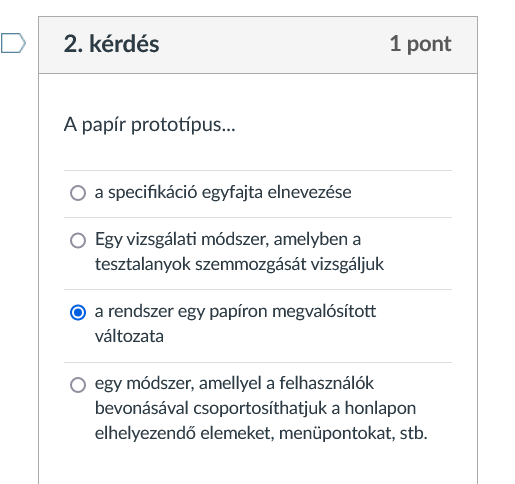 2. kérdés 1 pont
A papír prototípus...
a specifikáció egyfajta elnevezése
Egy vizsgálati módszer, amelyben a
tesztalanyok szemmozgását vizsgáljuk
a rendszer egy papíron megvalósított
változata
egy módszer, amellyel a felhasználók
bevonásával csoportosíthatjuk a honlapon
elhelyezendő elemeket, menüpontokat, stb.